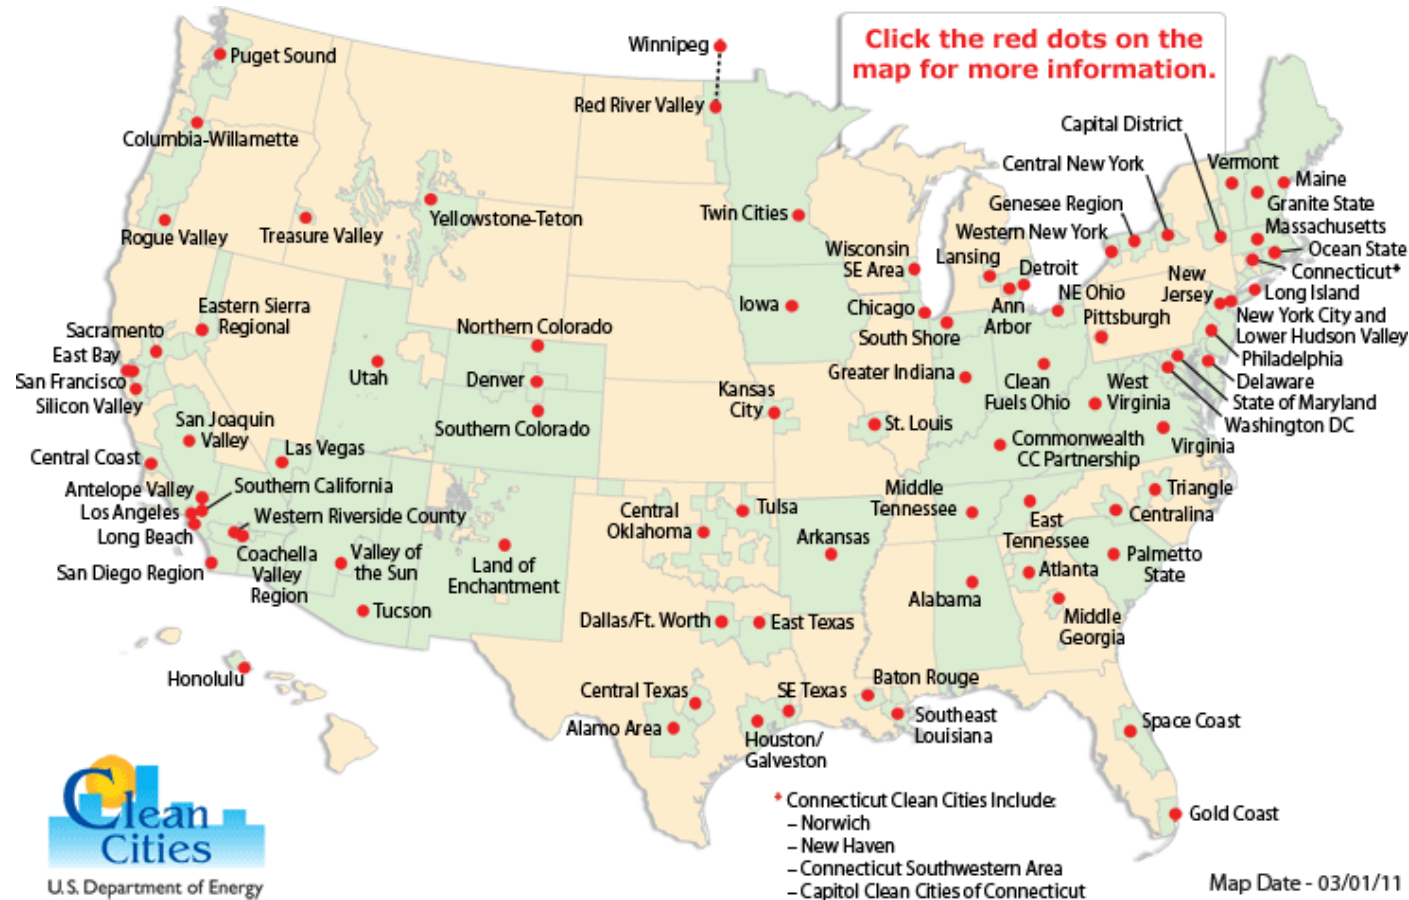 Click the red dots on the
map for more information.
Puget Sound
Winnipeg
Red River Valley
Columbia-Willamette
Capital District
Central New York
Vermont
Maine
Genesee Region
Granite State
Western New York
Massachusetts
Yellowstone-Teton
Twin Cities
Rogue Valley
Treasure Valley
Wisconsin
SE Area
Lansing
Detroit
Ocean State
Connecticut*
New
Jersey
Long Island
Eastern Sierra
Regional
Iowa
Chicago
Ann
Arbor
NE Ohio
Pittsburgh
New York City and
Lower Hudson Valley
Sacramento
Northern Colorado
South Shore
East Bay
Philadelphia
San Francisco
Utah
Denver
Greater Indiana
Clean
Fuels Ohio
West
Virginia
Delaware
Silicon Valley
Kansas
City
State of Maryland
San Joaquin
Valley
Southern Colorado
St. Louis
Washington DC
Las Vegas
Commonwealth
CC Partnership
Virginia
Central Coast
Antelope Valley
Southern California
Middle
Tennessee
Triangle
Los Angeles
Western Riverside County
Central
Oklahoma
Tulsa
Centralina
Long Beach
Arkansas
East
Tennessee
Coachella
Valley
Region
Valley of
the Sun
Land of
Enchantment
Palmetto
State
San Diego Region
Atlanta
Tucson
Alabama
Dallas/Ft. Worth
East Texas
Middle
Georgia
Honolulu
Central Texas
SE Texas
Baton Rouge
Alamo Area
Houston/
Galveston
Southeast
Louisiana
Space Coast
Gold Coast
* Connecticut Clean Cities Include:
– Norwich
– New Haven
– Connecticut Southwestern Area
– Capitol Clean Cities of Connecticut
Clean
Cities
U.S. Department of Energy
Map Date - 03/01/11